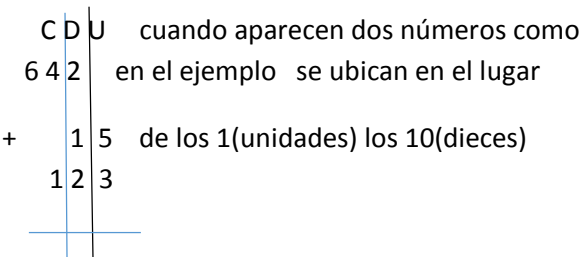 C D U cuando aparecen dos números como
6 4 2 en el ejemplo se ubican en el lugar
+ 1 5 de los 1(unidades) los 10(dieces)
1 2 3